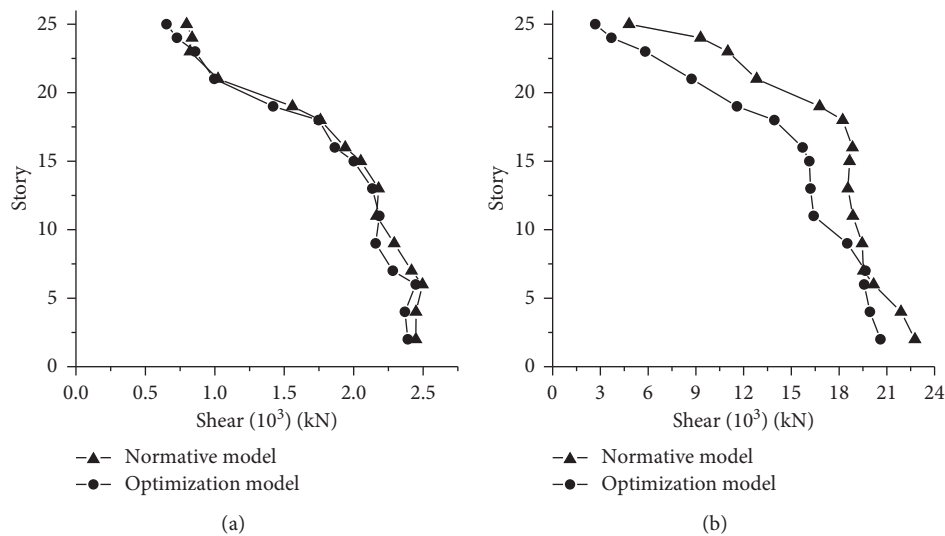 25
20
15
10
5
0
Story
0.0 0.5 1.0 1.5 2.0 2.5
Shear (10³) (kN)
Normative model
Optimization model
(a)
25
20
15
10
5
0
Story
0 3 6 9 12 15 18 21 24
Shear (10³) (kN)
Normative model
Optimization model
(b)